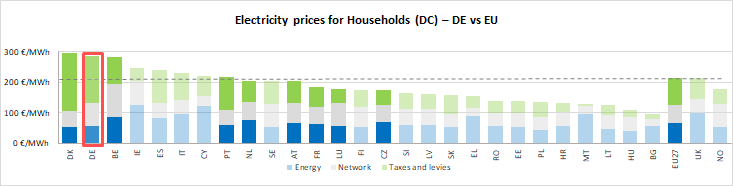 Electricity prices for Households (DC) – DE vs EU
300 €/MWh
200 €/MWh
100 €/MWh
0 €/MWh
DK DE BE IE ES IT CY PT NL SE AT FR LU FI CZ SI LV SK EL RO EE PL HR MT LT HU BG EU27 UK NO
Energy Network Taxes and levies